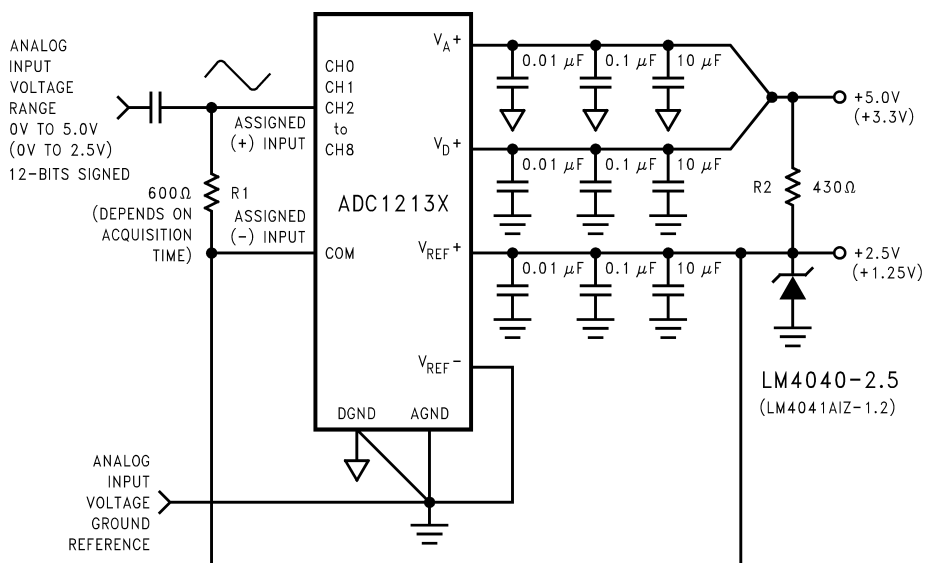 ANALOG
INPUT
VOLTAGE
RANGE
0V TO 5.0V
(0V TO 2.5V)
12-BITS SIGNED
600Ω
R1
(DEPENDS ON
ACQUISITION
TIME)
ASSIGNED
(+) INPUT
ASSIGNED
(-) INPUT
CH0
CH1
CH2
to
CH8
ADC1213X
COM
VA+
VD+
VREF+
VREF-
DGND
AGND
0.01 μF
0.1 μF
10 μF
0.01 μF
0.1 μF
10 μF
0.01 μF
0.1 μF
10 μF
+5.0V
(+3.3V)
R2
430Ω
+2.5V
(+1.25V)
LM4040-2.5
(LM4041AIZ-1.2)
ANALOG
INPUT
VOLTAGE
GROUND
REFERENCE